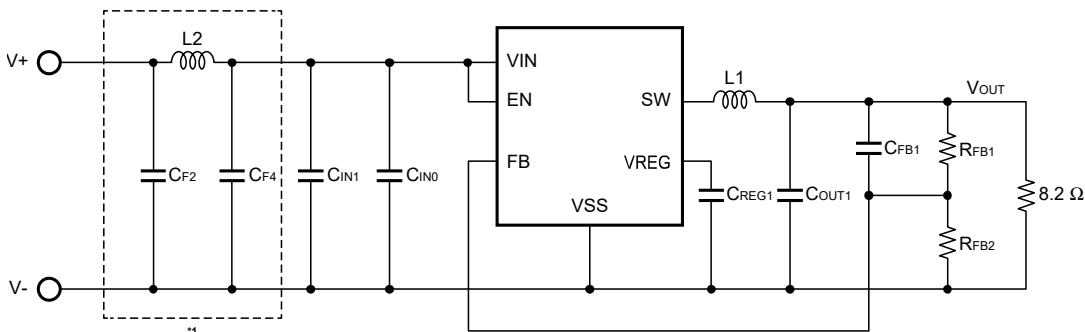 L2
V+
VIN
EN
SW
L1
VOUT
FB
VREG
CFB1
RFB1
CF2
CF4
CIN1
CIN0
VSS
CREG1
COUT1
8.2 Ω
RFB2
V-
*1